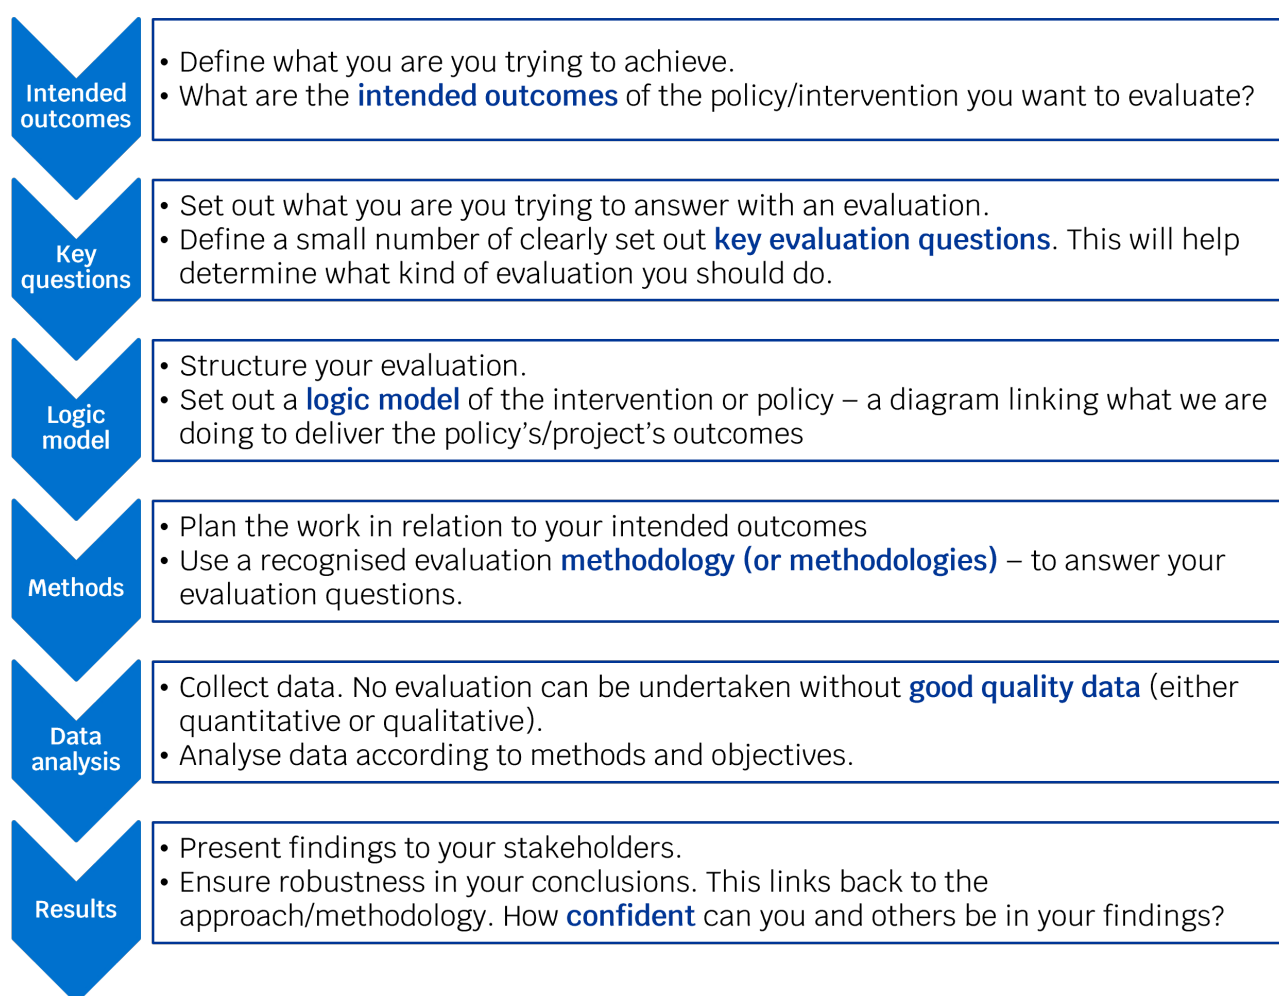 Intended
outcomes
• Define what you are you trying to achieve.
• What are the intended outcomes of the policy/intervention you want to evaluate?
Key
questions
• Set out what you are you trying to answer with an evaluation.
• Define a small number of clearly set out key evaluation questions. This will help
determine what kind of evaluation you should do.
Logic
model
• Structure your evaluation.
• Set out a logic model of the intervention or policy – a diagram linking what we are
doing to deliver the policy’s/project’s outcomes
Methods
• Plan the work in relation to your intended outcomes
• Use a recognised evaluation methodology (or methodologies) – to answer your
evaluation questions.
Data
analysis
• Collect data. No evaluation can be undertaken without good quality data (either
quantitative or qualitative).
• Analyse data according to methods and objectives.
Results
• Present findings to your stakeholders.
• Ensure robustness in your conclusions. This links back to the
approach/methodology. How confident can you and others be in your findings?